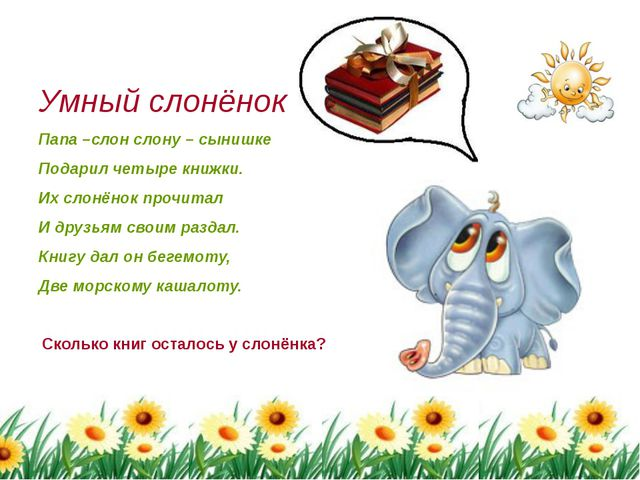 Умный слонёнок
Папа –слон слону – сынишке
Подарил четыре книжки.
Их слонёнок прочитал
И друзьям своим раздал.
Книгу дал он бегемоту,
Две морскому кашалоту.
Сколько книг осталось у слонёнка?